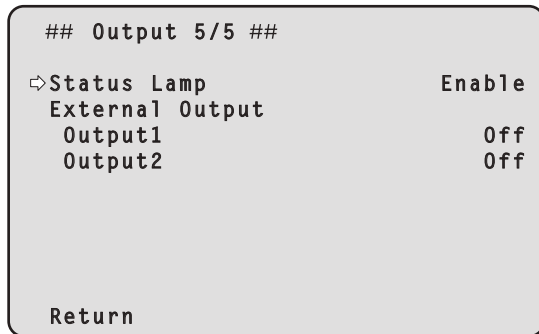 ## Output 5/5 ##
⇨Status Lamp Enable
External Output
Output1 Off
Output2 Off
Return